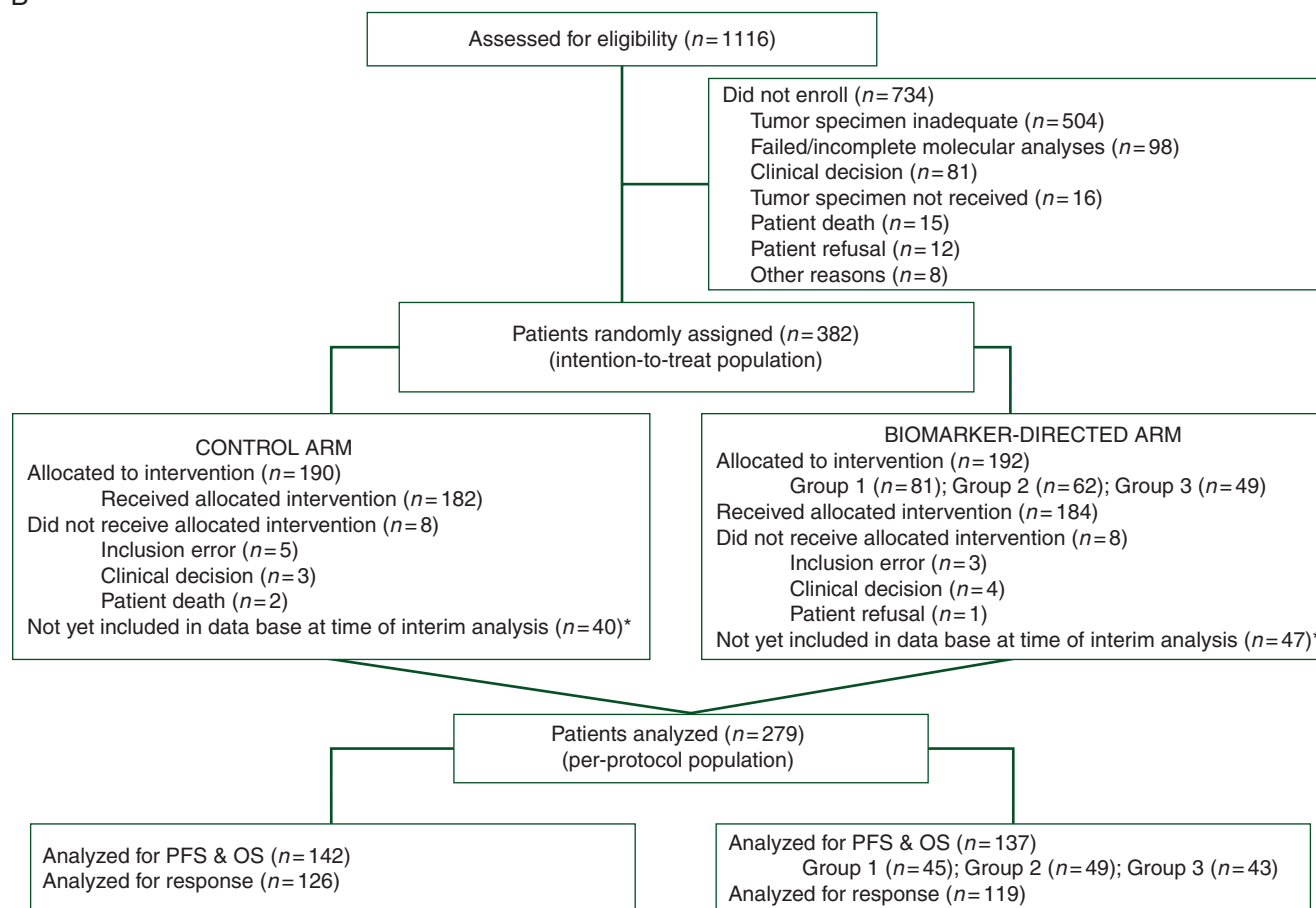 Assessed for eligibility (n=1116)
Did not enroll (n=734)
Tumor specimen inadequate (n=504)
Failed/incomplete molecular analyses (n=98)
Clinical decision (n=81)
Tumor specimen not received (n=16)
Patient death (n=15)
Patient refusal (n=12)
Other reasons (n=8)
Patients randomly assigned (n=382)
(intention-to-treat population)
CONTROL ARM
Allocated to intervention (n=190)
Received allocated intervention (n=182)
Did not receive allocated intervention (n=8)
Inclusion error (n=5)
Clinical decision (n=3)
Patient death (n=2)
Not yet included in data base at time of interim analysis (n=40)*
BIOMARKER-DIRECTED ARM
Allocated to intervention (n=192)
Group 1 (n=81); Group 2 (n=62); Group 3 (n=49)
Received allocated intervention (n=184)
Did not receive allocated intervention (n=8)
Inclusion error (n=3)
Clinical decision (n=4)
Patient refusal (n=1)
Not yet included in data base at time of interim analysis (n=47)*
Patients analyzed (n=279)
(per-protocol population)
Analyzed for PFS & OS (n=142)
Analyzed for response (n=126)
Analyzed for PFS & OS (n=137)
Group 1 (n=45); Group 2 (n=49); Group 3 (n=43)
Analyzed for response (n=119)